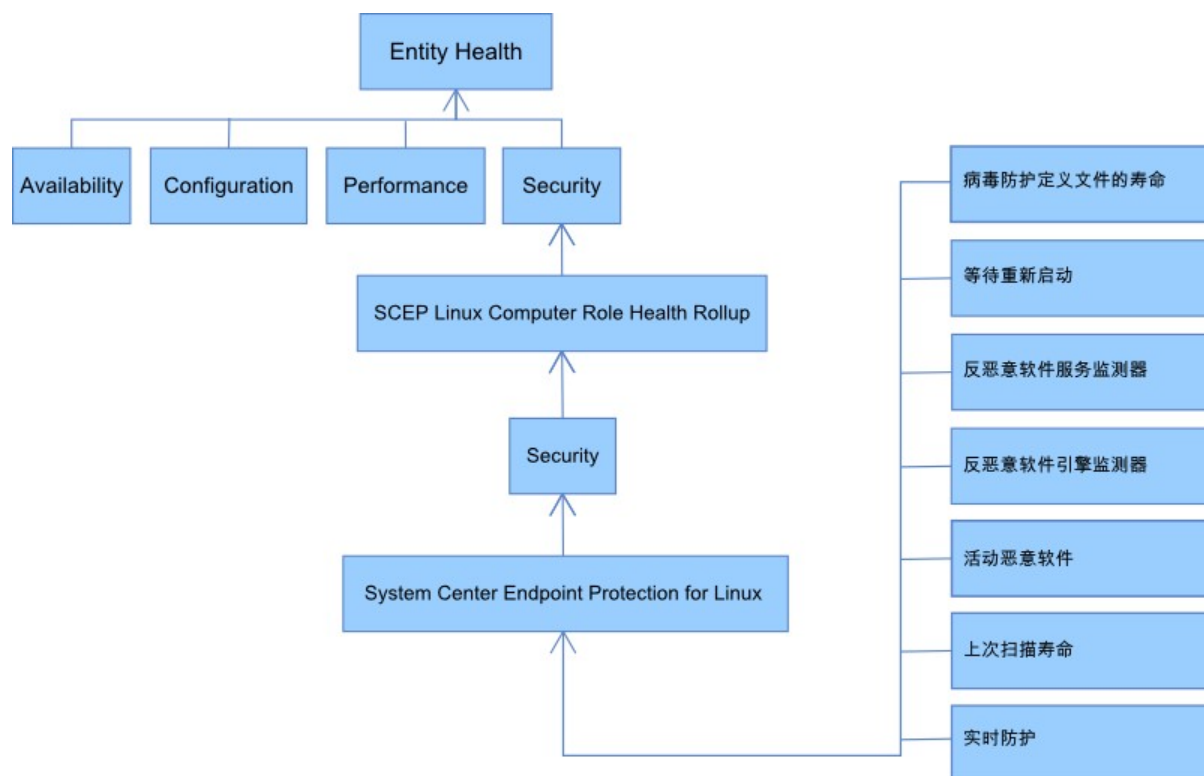 Entity Health
Availability
Configuration
Performance
Security
SCEP Linux Computer Role Health Rollup
Security
System Center Endpoint Protection for Linux
病毒防护定义文件的寿命
等待重新启动
反恶意软件服务监测器
反恶意软件引擎监测器
活动恶意软件
上次扫描寿命
实时防护